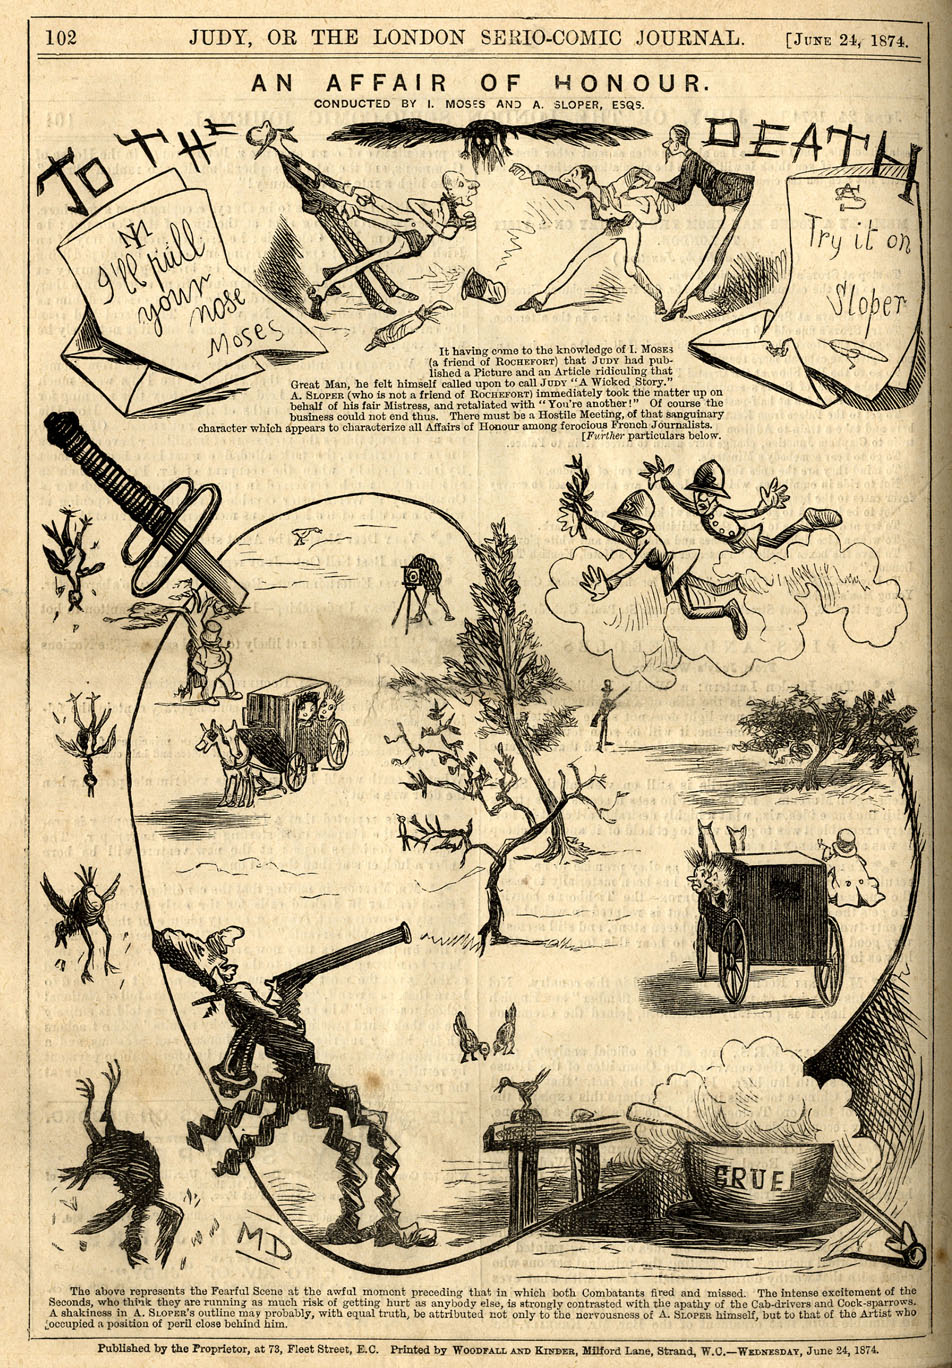 102 JUDY, OR THE LONDON SERIO-COMIC JOURNAL. [JUNE 24, 1874.
AN AFFAIR OF HONOUR.
CONDUCTED BY I. MOSES AND A. SLOPER, ESQS.
TO THE DEATH
IM
I'll pull
your
nose
Moses
AS
Try it on
Sloper
It having come to the knowledge of I. MOSES
(a friend of ROCHEFORT) that JUDY had pub-
lished a Picture and an Article ridiculing that
Great Man, he felt himself called upon to call JUDY "A Wicked Story."
A. SLOPER (who is not a friend of ROCHEFORT) immediately took the matter up on
behalf of his fair Mistress, and retaliated with "You're another!" Of course the
business could not end thus. There must be a Hostile Meeting, of that sanguinary
character which appears to characterize all Affairs of Honour among ferocious French Journalists.
[Further particulars below.
GRUEL
MD
The above represents the Fearful Scene at the awful moment preceding that in which both Combatants fired and missed. The intense excitement of the
Seconds, who think they are running as much risk of getting hurt as anybody else, is strongly contrasted with the apathy of the Cab-drivers and Cock-sparrows.
A shakiness in A. SLOPER'S outline may probably, with equal truth, be attributed not only to the nervousness of A. SLOPER himself, but to that of the Artist who
occupied a position of peril close behind him.
Published by the Proprietor, at 73, Fleet Street, E.C. Printed by WOODFALL AND KINDER, Milford Lane, Strand, W.C.—WEDNESDAY, June 24, 1874.